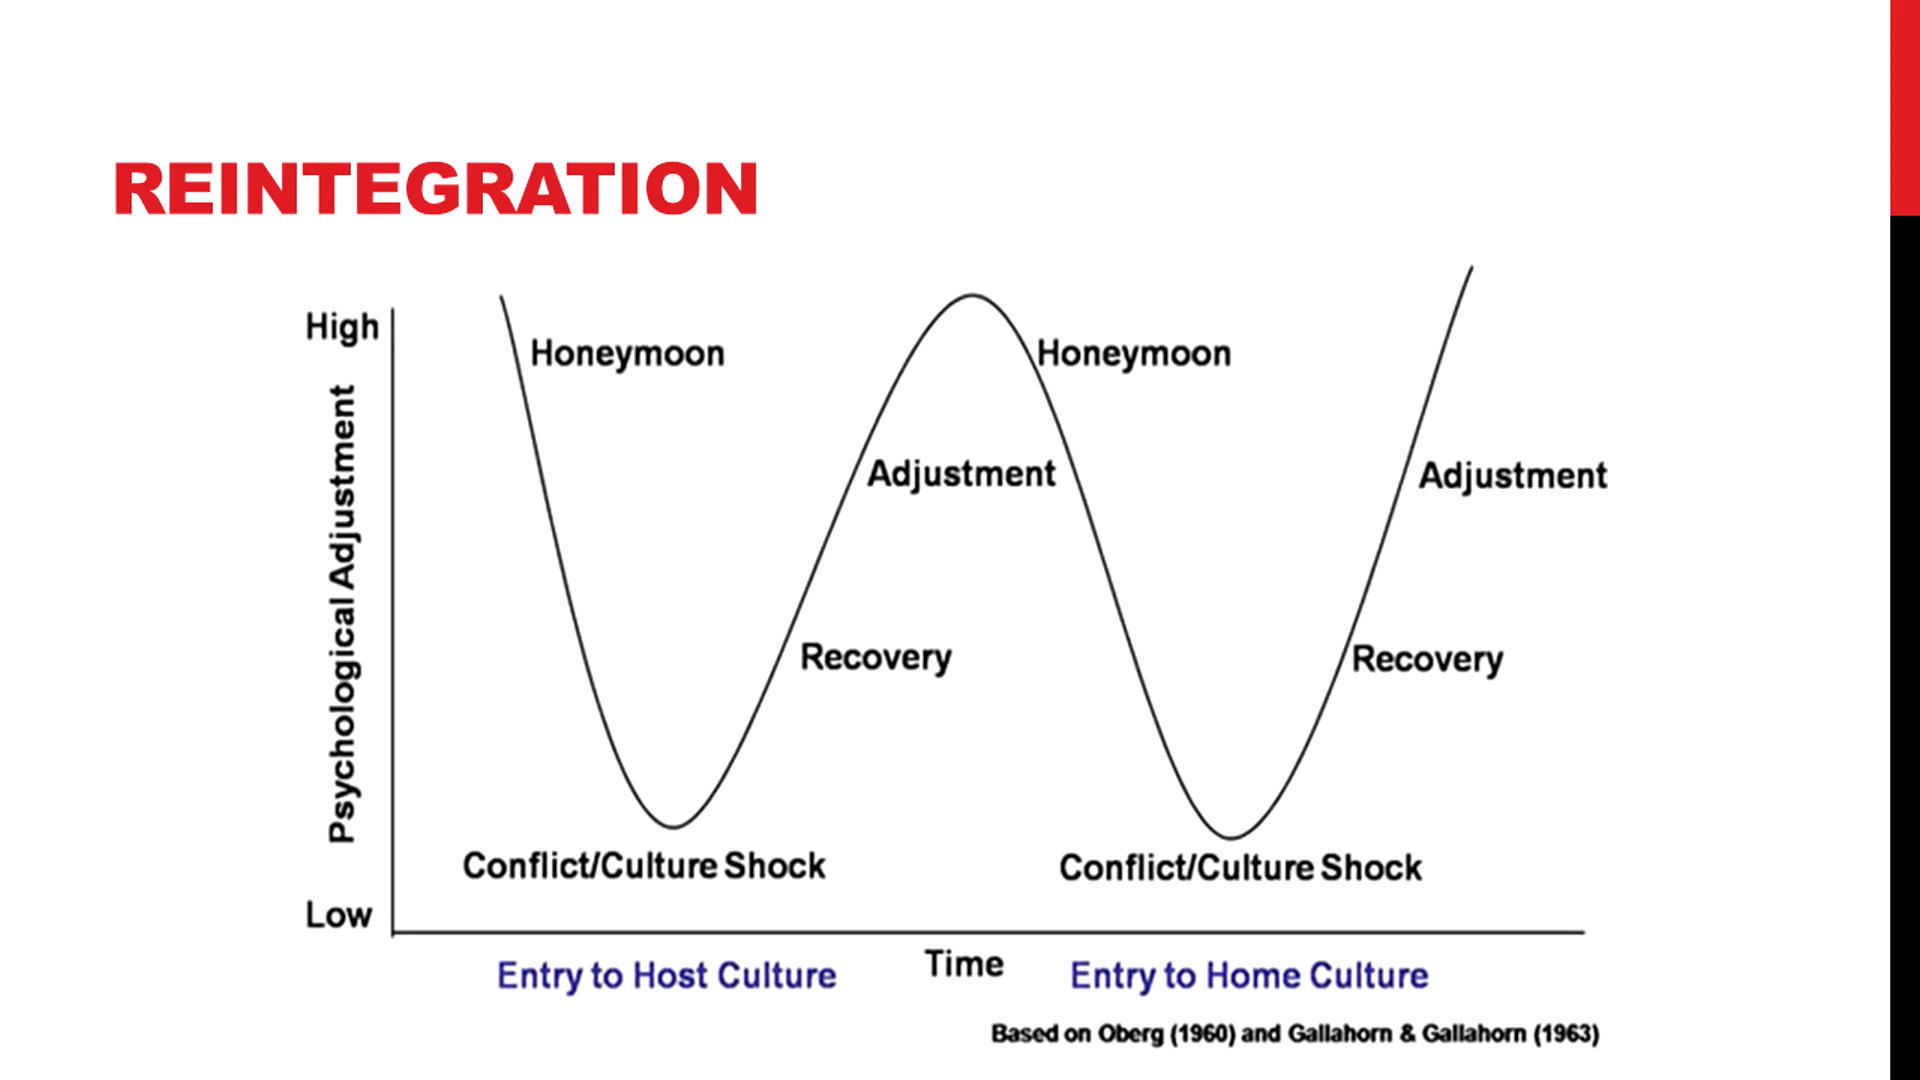 REINTEGRATION
High
Honeymoon
Honeymoon
Psychological Adjustment
Adjustment
Adjustment
Recovery
Recovery
Conflict/Culture Shock
Conflict/Culture Shock
Low
Time
Entry to Host Culture
Entry to Home Culture
Based on Oberg (1960) and Gallahorn & Gallahorn (1963)